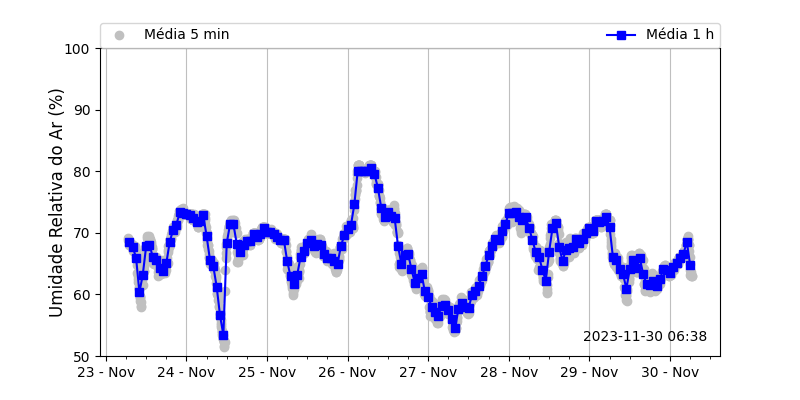 Média 5 min
Média 1 h
Umidade Relativa do Ar (%)
100
90
80
70
60
50
2023-11-30 06:38
23 - Nov
24 - Nov
25 - Nov
26 - Nov
27 - Nov
28 - Nov
29 - Nov
30 - Nov